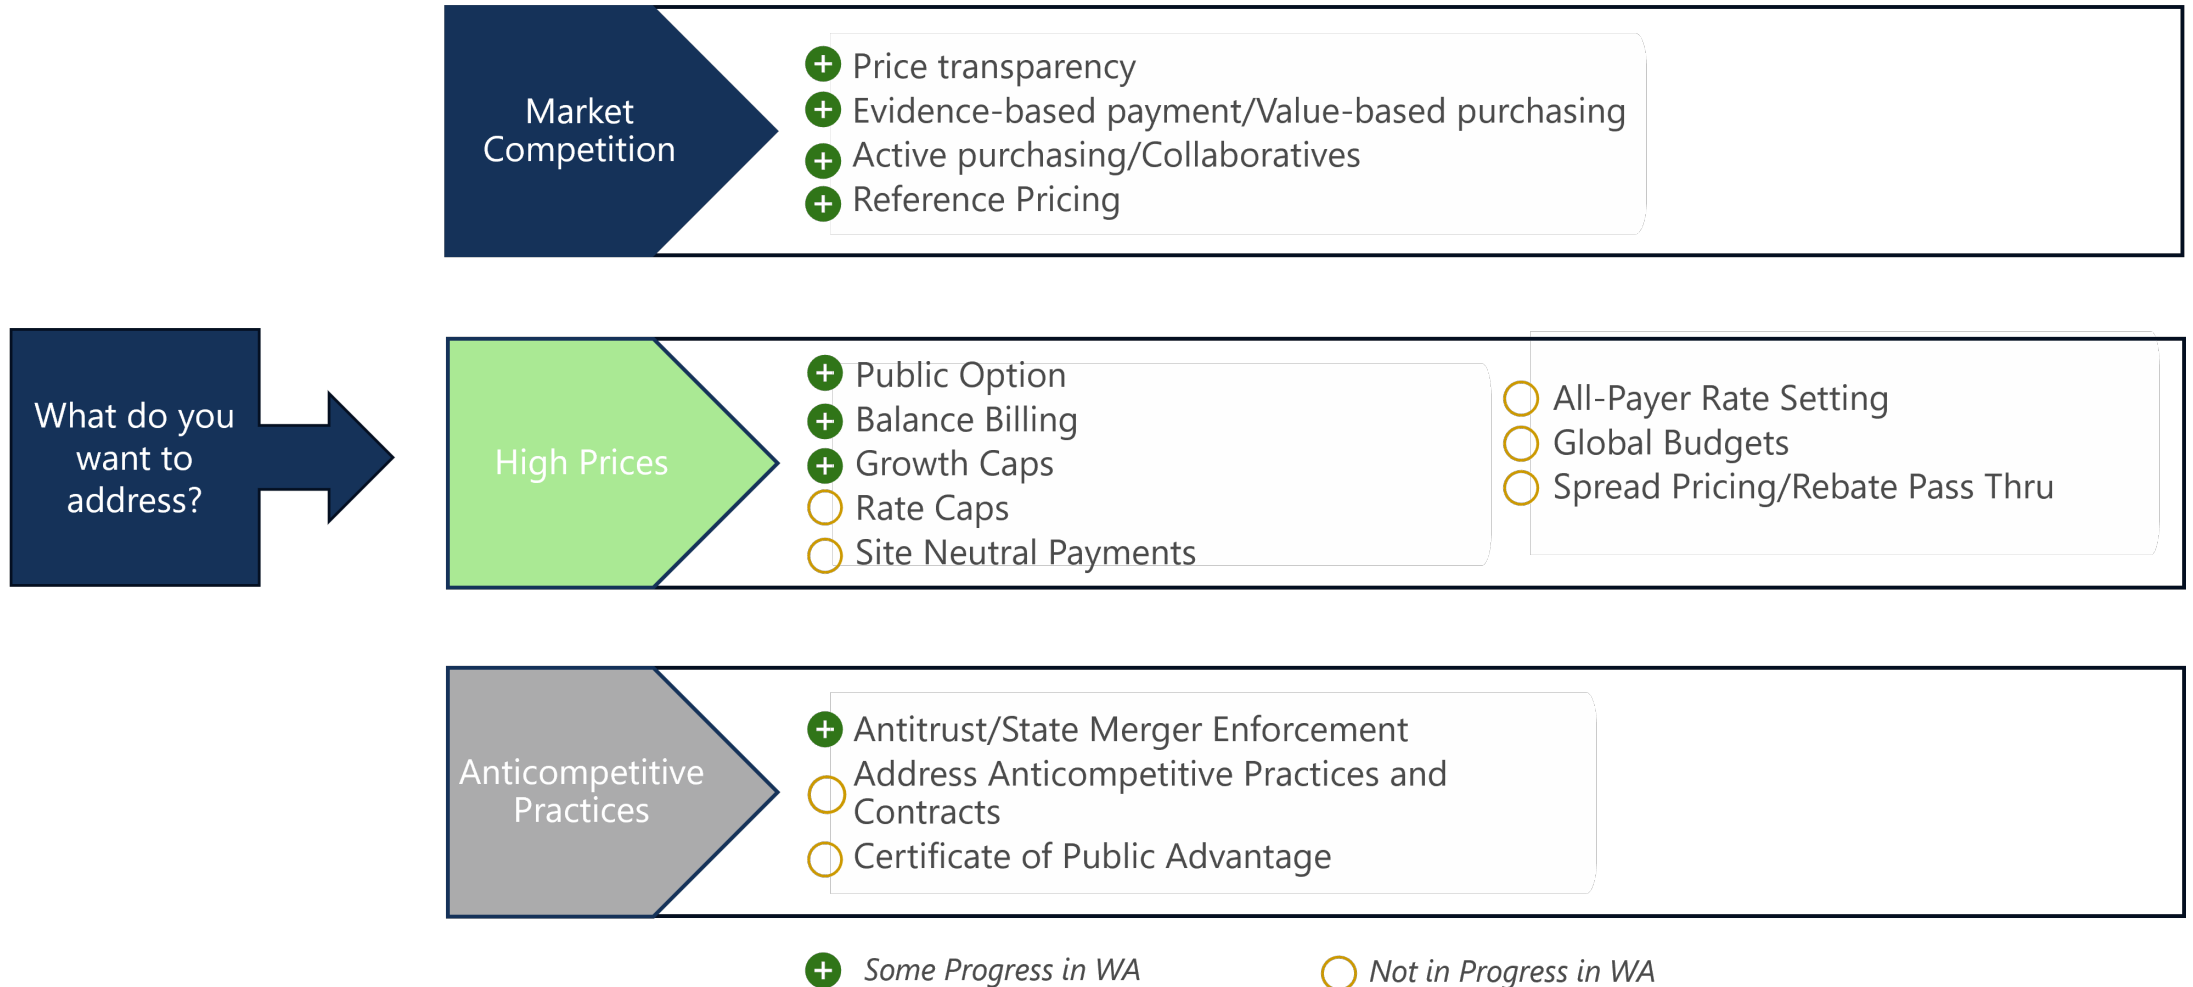 Market
Competition
Price transparency
Evidence-based payment/Value-based purchasing
Active purchasing/Collaboratives
Reference Pricing
What do you
want to
address?
High Prices
Public Option
Balance Billing
Growth Caps
Rate Caps
Site Neutral Payments
All-Payer Rate Setting
Global Budgets
Spread Pricing/Rebate Pass Thru
Anticompetitive
Practices
Antitrust/State Merger Enforcement
Address Anticompetitive Practices and
Contracts
Certificate of Public Advantage
Some Progress in WA
Not in Progress in WA